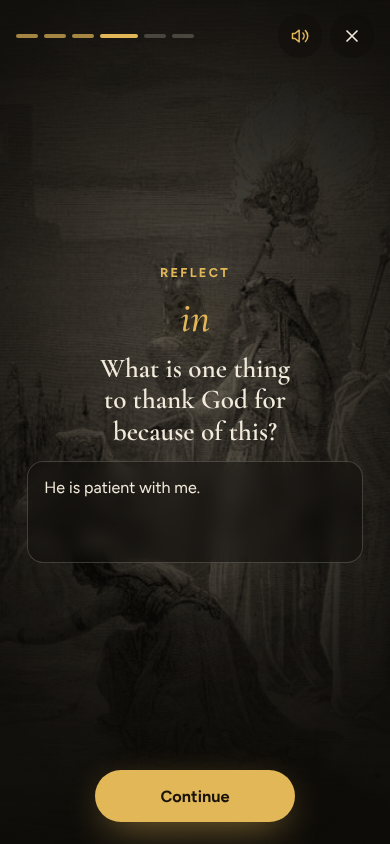 REFLECT
in
What is one thing
to thank God for
because of this?
He is patient with me.
Continue